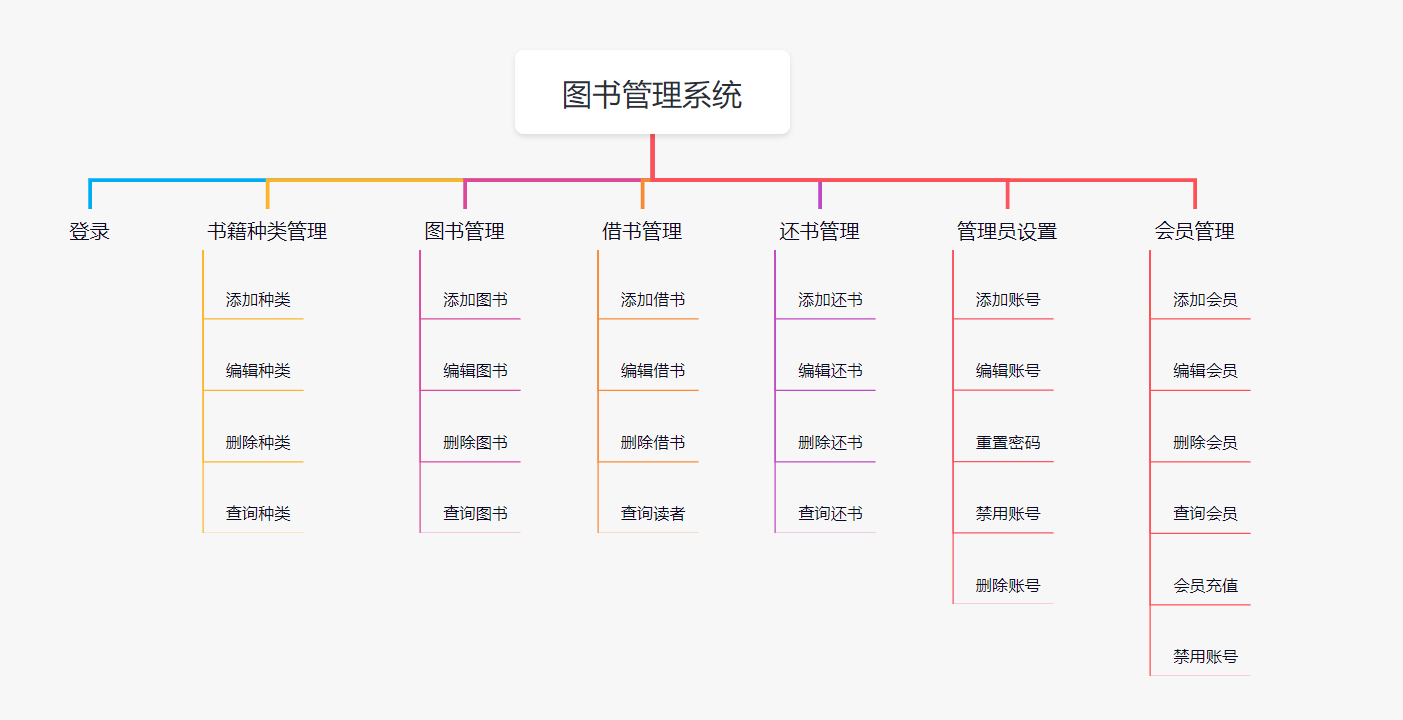 图书管理系统
登录
书籍种类管理
图书管理
借书管理
还书管理
管理员设置
会员管理
添加种类
添加图书
添加借书
添加还书
添加账号
添加会员
编辑种类
编辑图书
编辑借书
编辑还书
编辑账号
编辑会员
删除种类
删除图书
删除借书
删除还书
重置密码
删除会员
查询种类
查询图书
查询读者
查询还书
禁用账号
查询会员
删除账号
会员充值
禁用账号